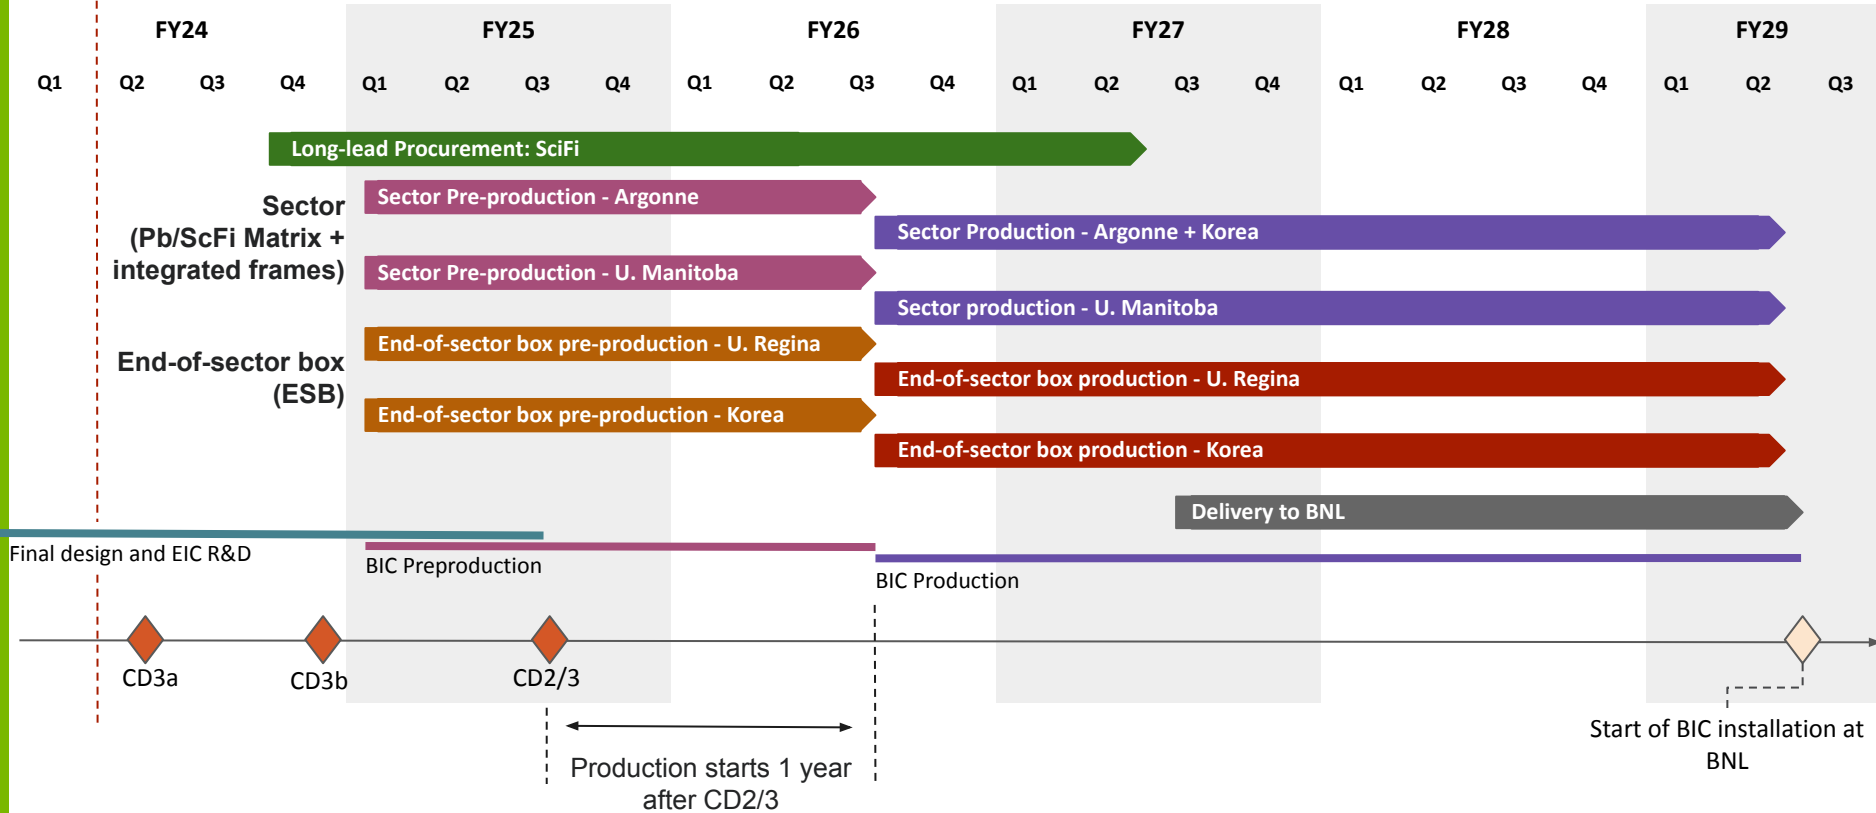 FY24 FY25 FY26 FY27 FY28 FY29
Q1 Q2 Q3 Q4 Q1 Q2 Q3 Q4 Q1 Q2 Q3 Q4 Q1 Q2 Q3 Q4 Q1 Q2 Q3 Q4 Q1 Q2 Q3
Long-lead Procurement: SciFi
Sector
(Pb/ScFi Matrix +
integrated frames)
Sector Pre-production - Argonne
Sector Production - Argonne + Korea
Sector Pre-production - U. Manitoba
Sector production - U. Manitoba
End-of-sector box
(ESB)
End-of-sector box pre-production - U. Regina
End-of-sector box production - U. Regina
End-of-sector box pre-production - Korea
End-of-sector box production - Korea
Delivery to BNL
Final design and EIC R&D
BIC Preproduction
BIC Production
CD3a
CD3b
CD2/3
Production starts 1 year
after CD2/3
Start of BIC installation at
BNL